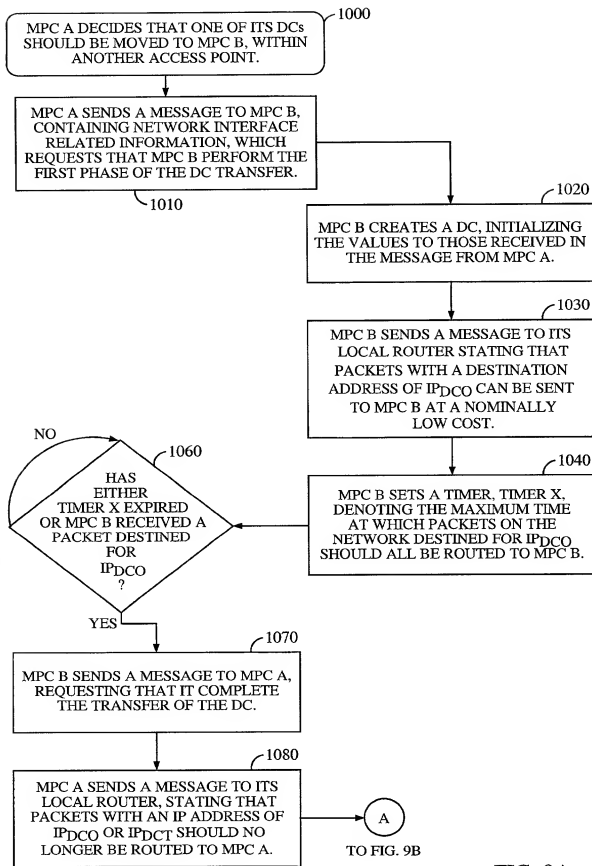 1000
MPC A DECIDES THAT ONE OF ITS DCs
SHOULD BE MOVED TO MPC B, WITHIN
ANOTHER ACCESS POINT.
MPC A SENDS A MESSAGE TO MPC B,
CONTAINING NETWORK INTERFACE
RELATED INFORMATION, WHICH
REQUESTS THAT MPC B PERFORM THE
FIRST PHASE OF THE DC TRANSFER.
1010
1020
MPC B CREATES A DC, INITIALIZING
THE VALUES TO THOSE RECEIVED IN
THE MESSAGE FROM MPC A.
1030
MPC B SENDS A MESSAGE TO ITS
LOCAL ROUTER STATING THAT
PACKETS WITH A DESTINATION
ADDRESS OF IPDCO CAN BE SENT
TO MPC B AT A NOMINALLY
LOW COST.
1040
MPC B SETS A TIMER, TIMER X,
DENOTING THE MAXIMUM TIME
AT WHICH PACKETS ON THE
NETWORK DESTINED FOR IPDCO
SHOULD ALL BE ROUTED TO MPC B.
NO
1060
HAS
EITHER
TIMER X EXPIRED
OR MPC B RECEIVED A
PACKET DESTINED
FOR
IPDCO
?
YES
1070
MPC B SENDS A MESSAGE TO MPC A,
REQUESTING THAT IT COMPLETE
THE TRANSFER OF THE DC.
1080
MPC A SENDS A MESSAGE TO ITS
LOCAL ROUTER, STATING THAT
PACKETS WITH AN IP ADDRESS OF
IPDCO OR IPDCT SHOULD NO
LONGER BE ROUTED TO MPC A.
A
TO FIG. 9B